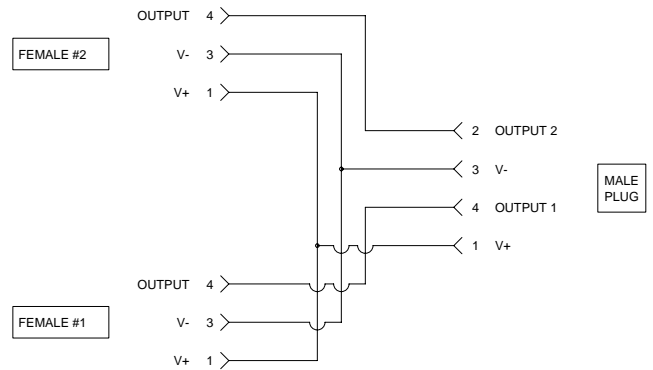 OUTPUT 4
FEMALE #2
V- 3
V+ 1
2 OUTPUT 2
3 V-
MALE
PLUG
4 OUTPUT 1
1 V+
OUTPUT 4
FEMALE #1
V- 3
V+ 1